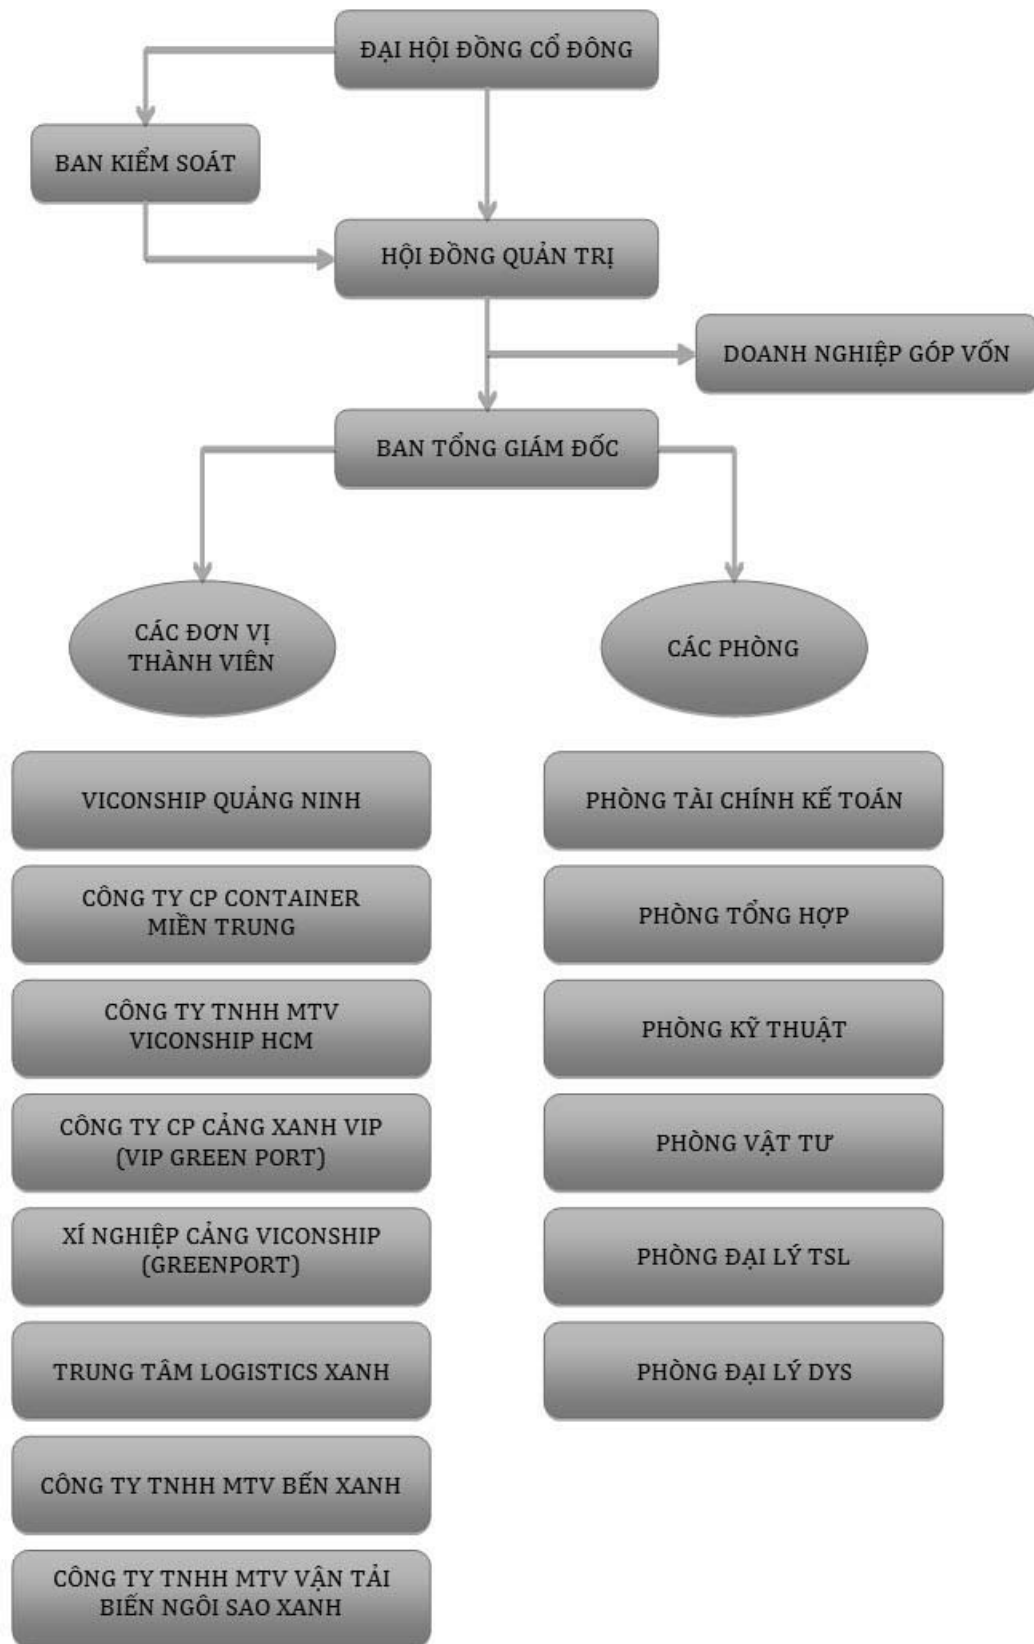 ĐẠI HỘI ĐỒNG CỔ ĐÔNG
BAN KIỂM SOÁT
HỘI ĐỒNG QUẢN TRỊ
DOANH NGHIỆP GÓP VỐN
BAN TỔNG GIÁM ĐỐC
CÁC ĐƠN VỊ
THÀNH VIÊN
VICONSHIP QUẢNG NINH
CÔNG TY CP CONTAINER
MIỀN TRUNG
CÔNG TY TNHH MTV
VICONSHIP HCM
CÔNG TY CP CẢNG XANH VIP
(VIP GREEN PORT)
XÍ NGHIỆP CẢNG VICONSHIP
(GREENPORT)
TRUNG TÂM LOGISTICS XANH
CÔNG TY TNHH MTV BẾN XANH
CÔNG TY TNHH MTV VẬN TẢI
BIỂN NGÔI SAO XANH
CÁC PHÒNG
PHÒNG TÀI CHÍNH KẾ TOÁN
PHÒNG TỔNG HỢP
PHÒNG KỸ THUẬT
PHÒNG VẬT TƯ
PHÒNG ĐẠI LÝ TSL
PHÒNG ĐẠI LÝ DYS